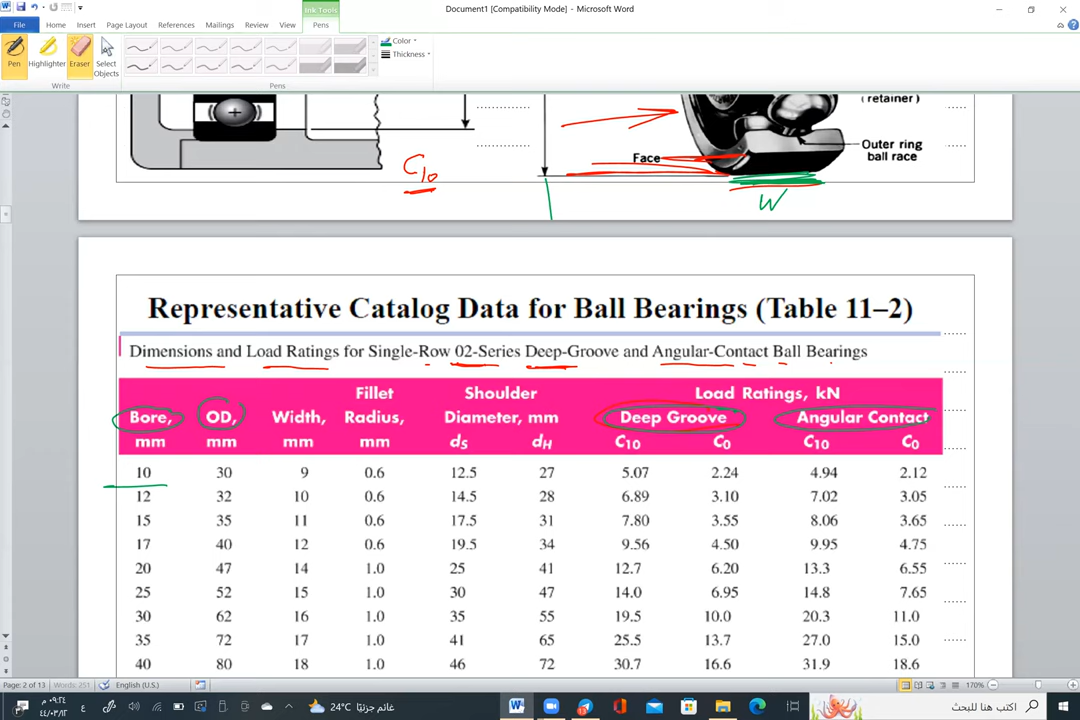 Document1 [Compatibility Mode] - Microsoft Word
Ink Tools
File Home Insert Page Layout References Mailings Review View Pens
Pen Highlighter Eraser Select Objects
Color
Thickness
Write
Pens
(retainer)
Outer ring
ball race
Face
C10
W
Representative Catalog Data for Ball Bearings (Table 11–2)
Dimensions and Load Ratings for Single-Row 02-Series Deep-Groove and Angular-Contact Ball Bearings
Fillet Shoulder Load Ratings, kN
Bore, OD, Width, Radius, Diameter, mm Deep Groove Angular Contact
mm mm mm mm dS dH C10 C0 C10 C0
10 30 9 0.6 12.5 27 5.07 2.24 4.94 2.12
12 32 10 0.6 14.5 28 6.89 3.10 7.02 3.05
15 35 11 0.6 17.5 31 7.80 3.55 8.06 3.65
17 40 12 0.6 19.5 34 9.56 4.50 9.95 4.75
20 47 14 1.0 25 41 12.7 6.20 13.3 6.55
25 52 15 1.0 30 47 14.0 6.95 14.8 7.65
30 62 16 1.0 35 55 19.5 10.0 20.3 11.0
35 72 17 1.0 41 65 25.5 13.7 27.0 15.0
40 80 18 1.0 46 72 30.7 16.6 31.9 18.6
Page: 2 of 13 Words: 251 English (U.S.) 170%
٠٩:٢٤ م
٤٤/٠٣/١٢
ع
24°C غائم جزئيًا
اكتب هنا للبحث